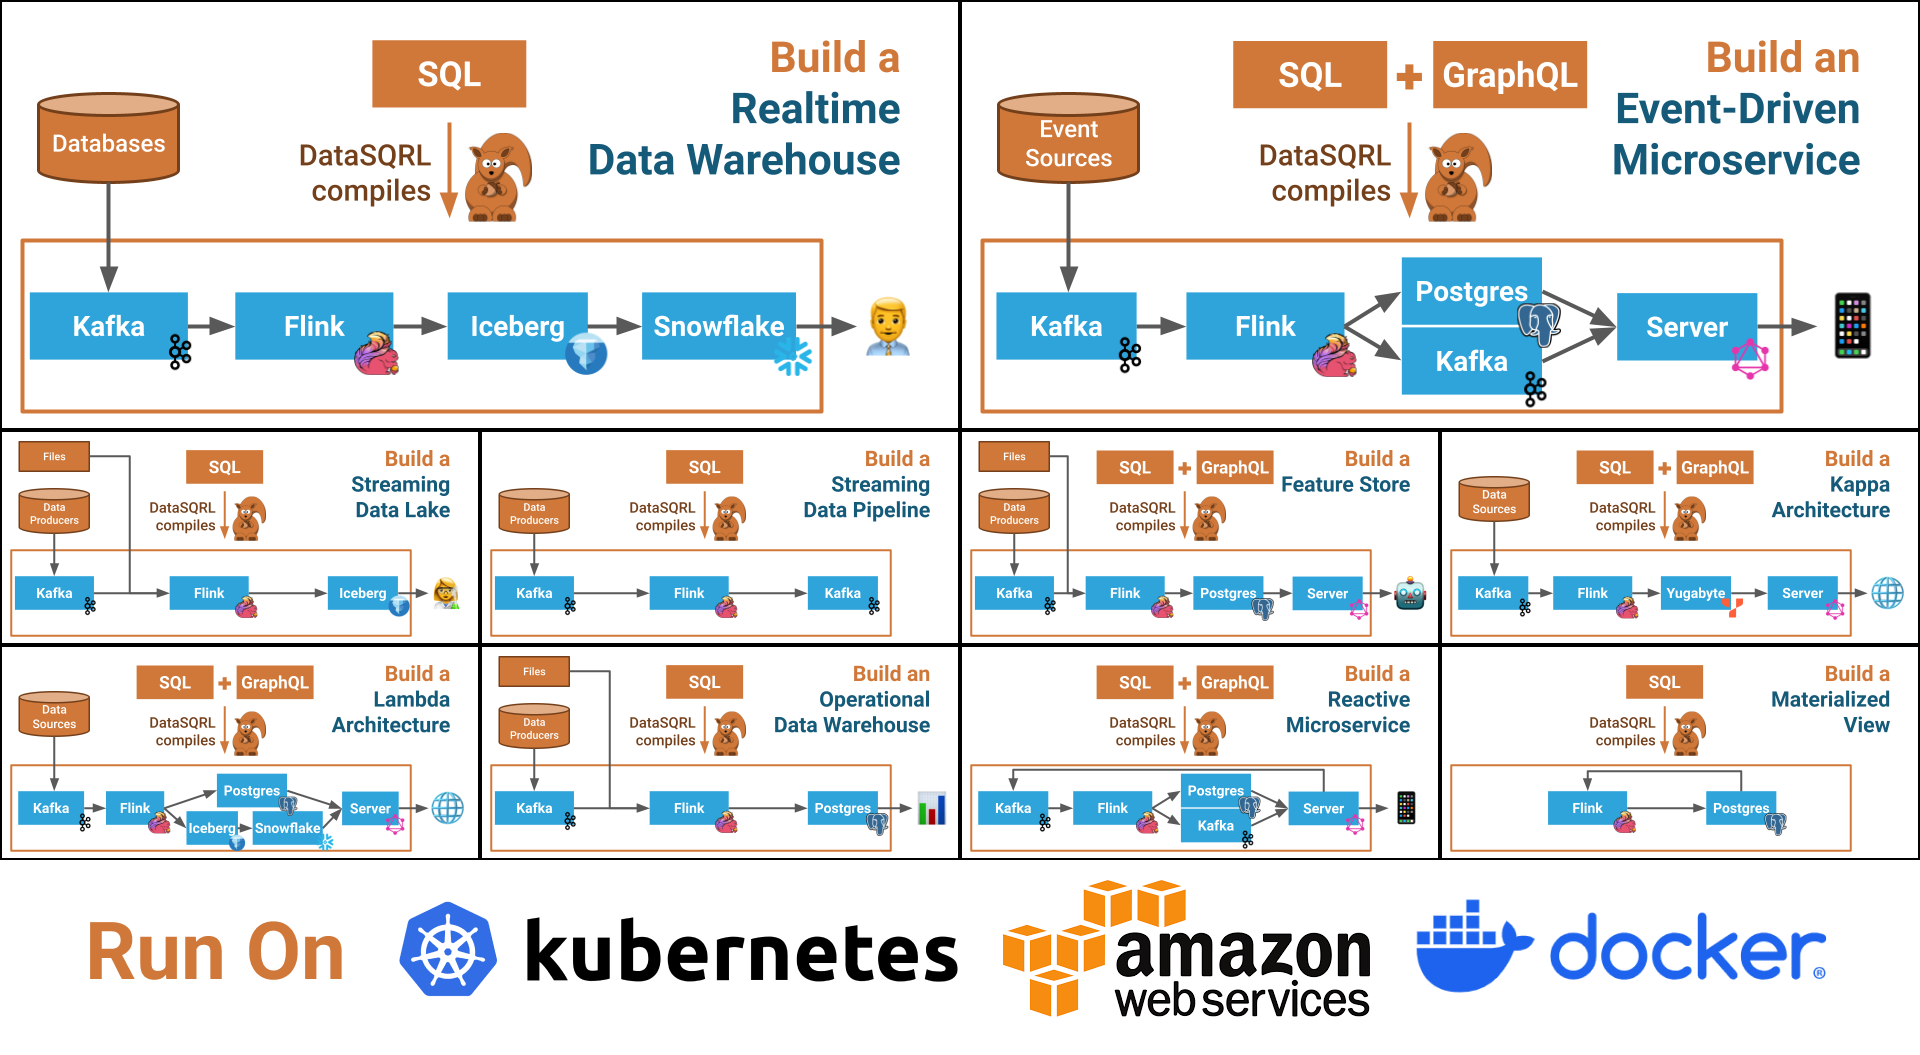 SQL
Build a
Realtime
Data Warehouse
Databases
DataSQRL
compiles
Kafka
Flink
Iceberg
Snowflake
SQL
+
GraphQL
Build an
Event-Driven
Microservice
Event
Sources
DataSQRL
compiles
Kafka
Flink
Postgres
Kafka
Server
Files
SQL
Build a
Streaming
Data Lake
Data
Producers
DataSQRL
compiles
Kafka
Flink
Iceberg
SQL
Build a
Streaming
Data Pipeline
Data
Producers
DataSQRL
compiles
Kafka
Flink
Kafka
Files
SQL
+
GraphQL
Build a
Feature Store
Data
Producers
DataSQRL
compiles
Kafka
Flink
Postgres
Server
SQL
+
GraphQL
Build a
Kappa
Architecture
Data
Sources
DataSQRL
compiles
Kafka
Flink
Yugabyte
Server
SQL
+
GraphQL
Build a
Lambda
Architecture
Data
Sources
DataSQRL
compiles
Kafka
Flink
Postgres
Iceberg
Snowflake
Server
Files
SQL
Build an
Operational
Data Warehouse
Data
Producers
DataSQRL
compiles
Kafka
Flink
Postgres
SQL
+
GraphQL
Build a
Reactive
Microservice
DataSQRL
compiles
Kafka
Flink
Postgres
Kafka
Server
SQL
Build a
Materialized
View
DataSQRL
compiles
Flink
Postgres
Run On
kubernetes
amazon
web services
docker®